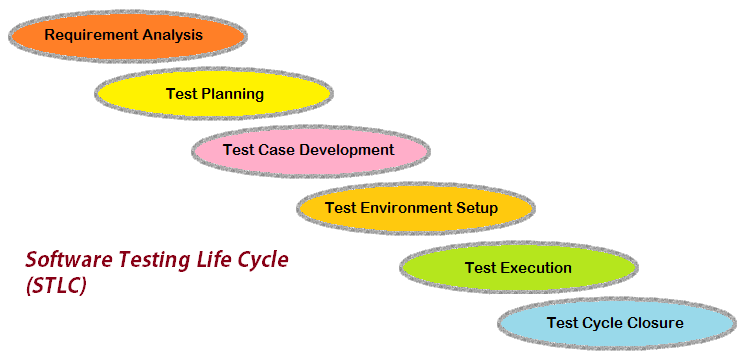 Requirement Analysis
Test Planning
Test Case Development
Test Environment Setup
Software Testing Life Cycle
(STLC)
Test Execution
Test Cycle Closure